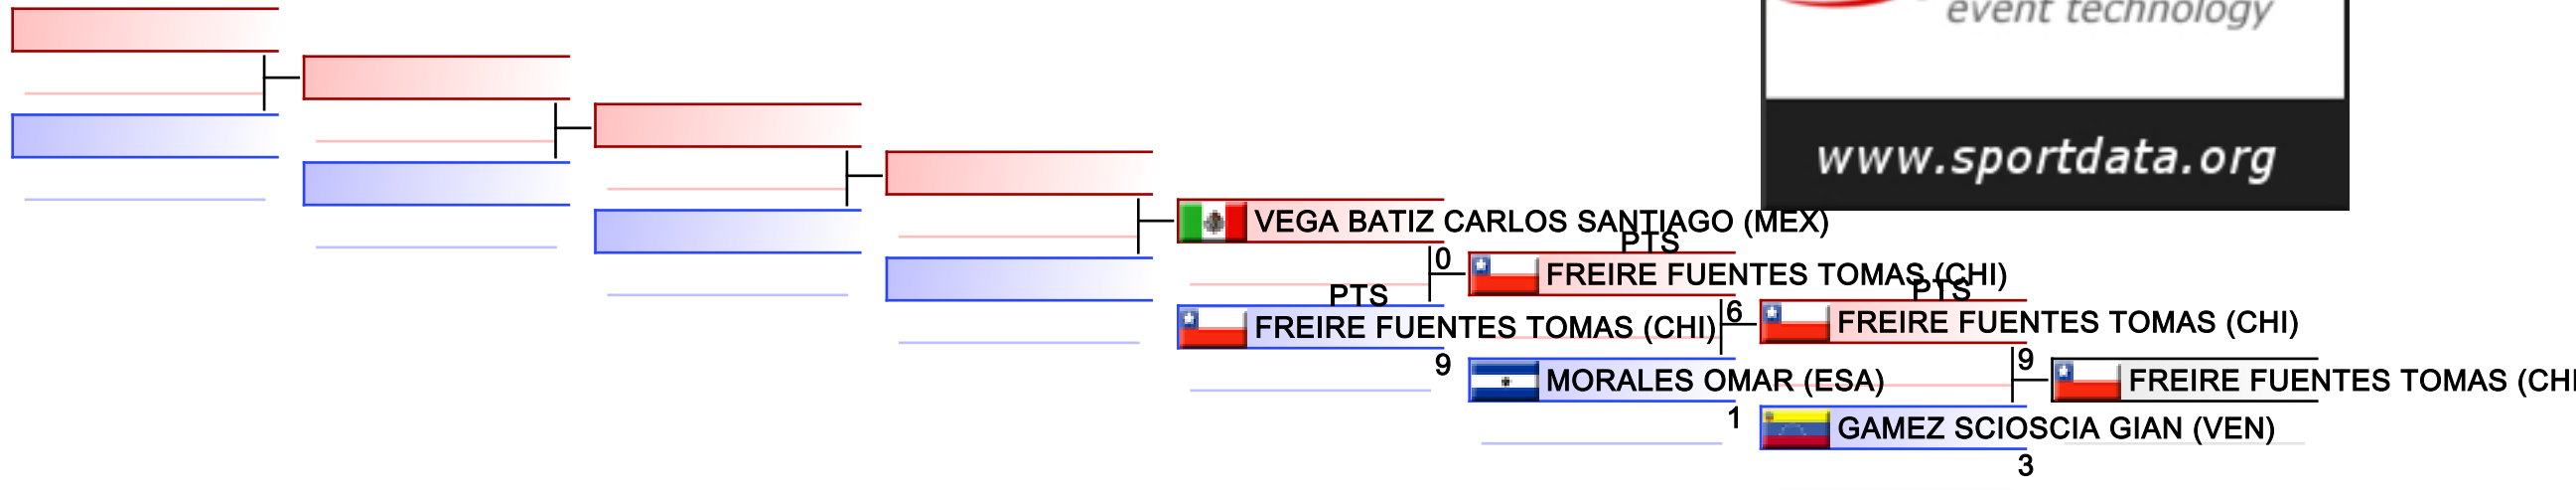 event technology
www.sportdata.org
VEGA BATIZ CARLOS SANTIAGO (MEX)
PTS
0
FREIRE FUENTES TOMAS (CHI)
PTS
PTS
FREIRE FUENTES TOMAS (CHI)
6
FREIRE FUENTES TOMAS (CHI)
9
MORALES OMAR (ESA)
9
FREIRE FUENTES TOMAS (CHI
1
GAMEZ SCIOSCIA GIAN (VEN)
3